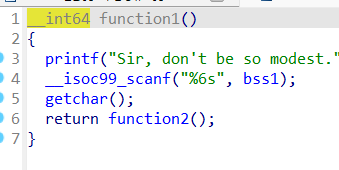 1 __int64 function1()
2 {
3 printf("Sir, don't be so modest."
4 __isoc99_scanf("%6s", bss1);
5 getchar();
6 return function2();
7 }